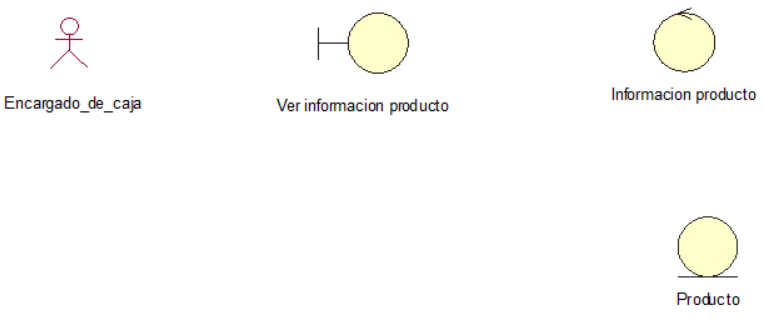 Encargado_de_caja
Ver informacion producto
Informacion producto
Producto